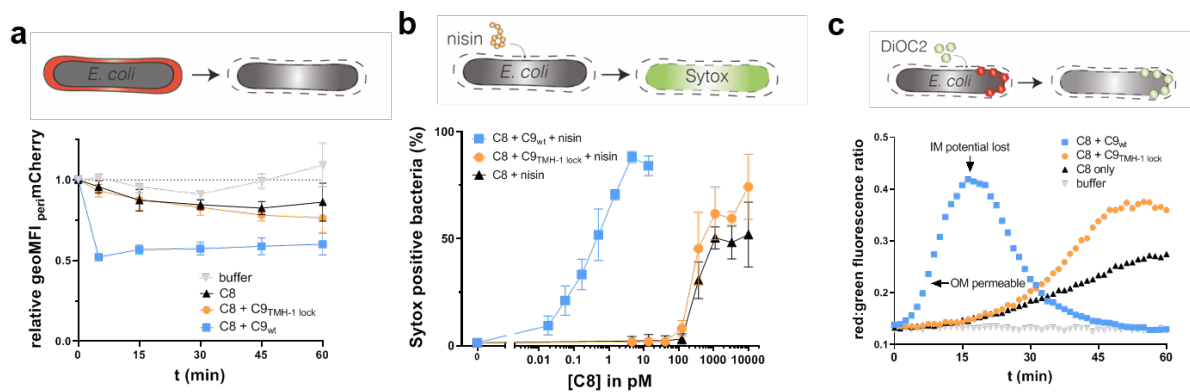 a
E. coli
relative geoMFI perimCherry
1.0
0.5
0.0
buffer
C8
C8 + C9TMH-1 lock
C8 + C9wt
0 15 30 45 60
t (min)
b
nisin
E. coli
Sytox
Sytox positive bacteria (%)
100
50
0
C8 + C9wt + nisin
C8 + C9TMH-1 lock + nisin
C8 + nisin
0 0.01 0.1 1 10 100 1000 10000
[C8] in pM
c
DiOC2
E. coli
red:green fluorescence ratio
0.5
0.4
0.3
0.2
0.1
IM potential lost
OM permeable
C8 + C9wt
C8 + C9TMH-1 lock
C8 only
buffer
0 15 30 45 60
t (min)